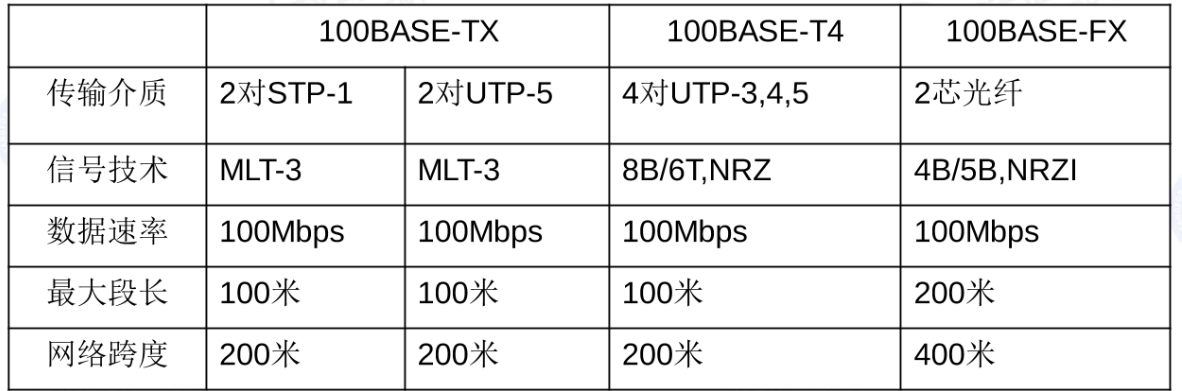 100BASE-TX 100BASE-T4 100BASE-FX
传输介质 2对STP-1 2对UTP-5 4对UTP-3,4,5 2芯光纤
信号技术 MLT-3 MLT-3 8B/6T,NRZ 4B/5B,NRZI
数据速率 100Mbps 100Mbps 100Mbps 100Mbps
最大段长 100米 100米 100米 200米
网络跨度 200米 200米 200米 400米